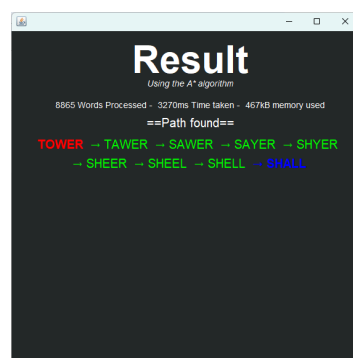 Result
Using the A* algorithm
8865 Words Processed - 3270ms Time taken - 467kB memory used
==Path found==
TOWER → TAWER → SAWER → SAYER → SHYER
→ SHEER → SHEEL → SHELL → SHALL